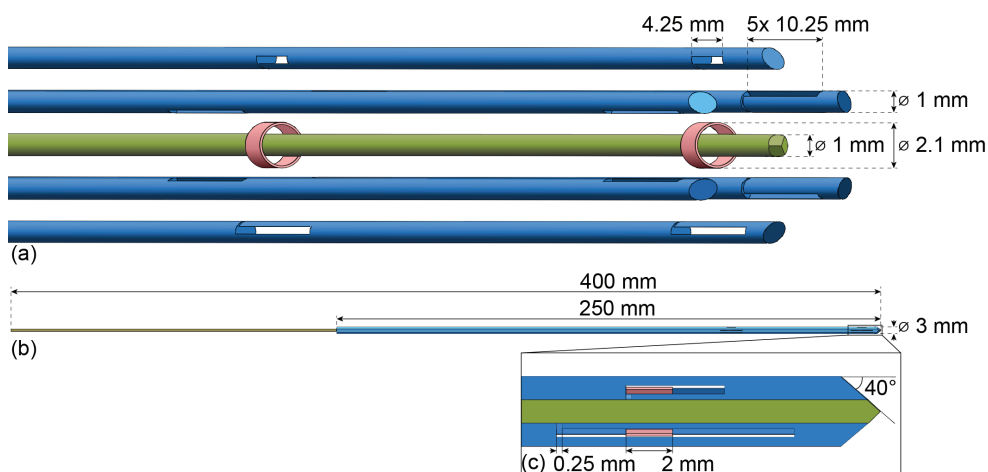 4.25 mm
5x 10.25 mm
⌀ 1 mm
⌀ 1 mm
⌀ 2.1 mm
(a)
400 mm
250 mm
⌀ 3 mm
(b)
40°
(c)
0.25 mm
2 mm